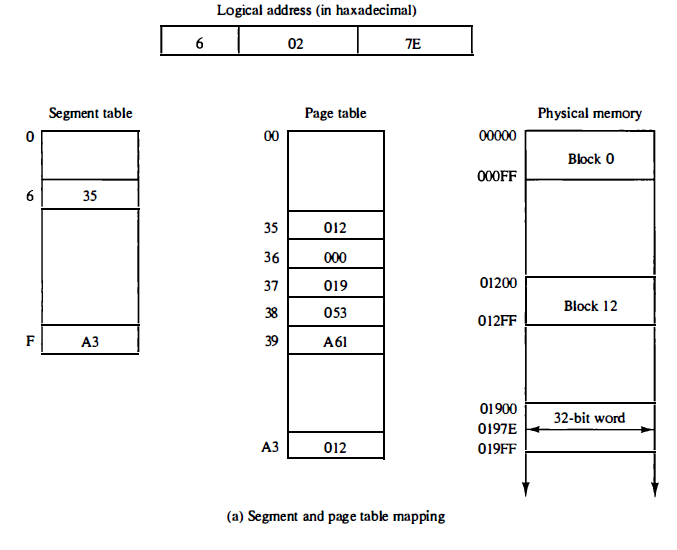 Logical address (in haxadecimal)
6 02 7E
Segment table Page table Physical memory
0 00 00000
Block 0
000FF
6 35
35 012
36 000
37 019 01200
38 053 Block 12
012FF
F A3 39 A61
01900 32-bit word
0197E
A3 012 019FF
(a) Segment and page table mapping